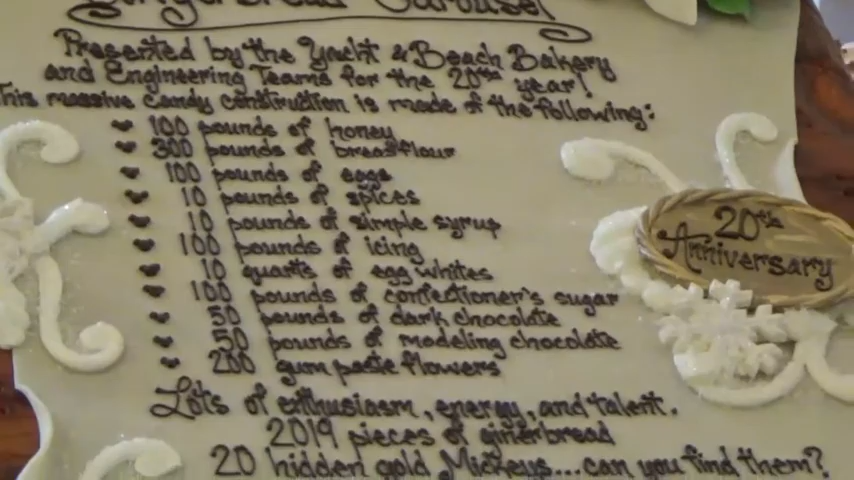 Gingerbread Carousel
Presented by the Yacht & Beach Bakery
and Engineering Teams for the 20th year!
This massive candy construction is made of the following:
100 pounds of honey
300 pounds of bread flour
100 pounds of eggs
10 pounds of spices
10 pounds of simple syrup
100 pounds of icing
10 quarts of egg whites
100 pounds of confectioner's sugar
50 pounds of dark chocolate
50 pounds of modeling chocolate
200 gum paste flowers
Lots of enthusiasm, energy, and talent.
2019 pieces of ginerbread
20 hidden gold Mickeys...can you find them?
20th
Anniversary